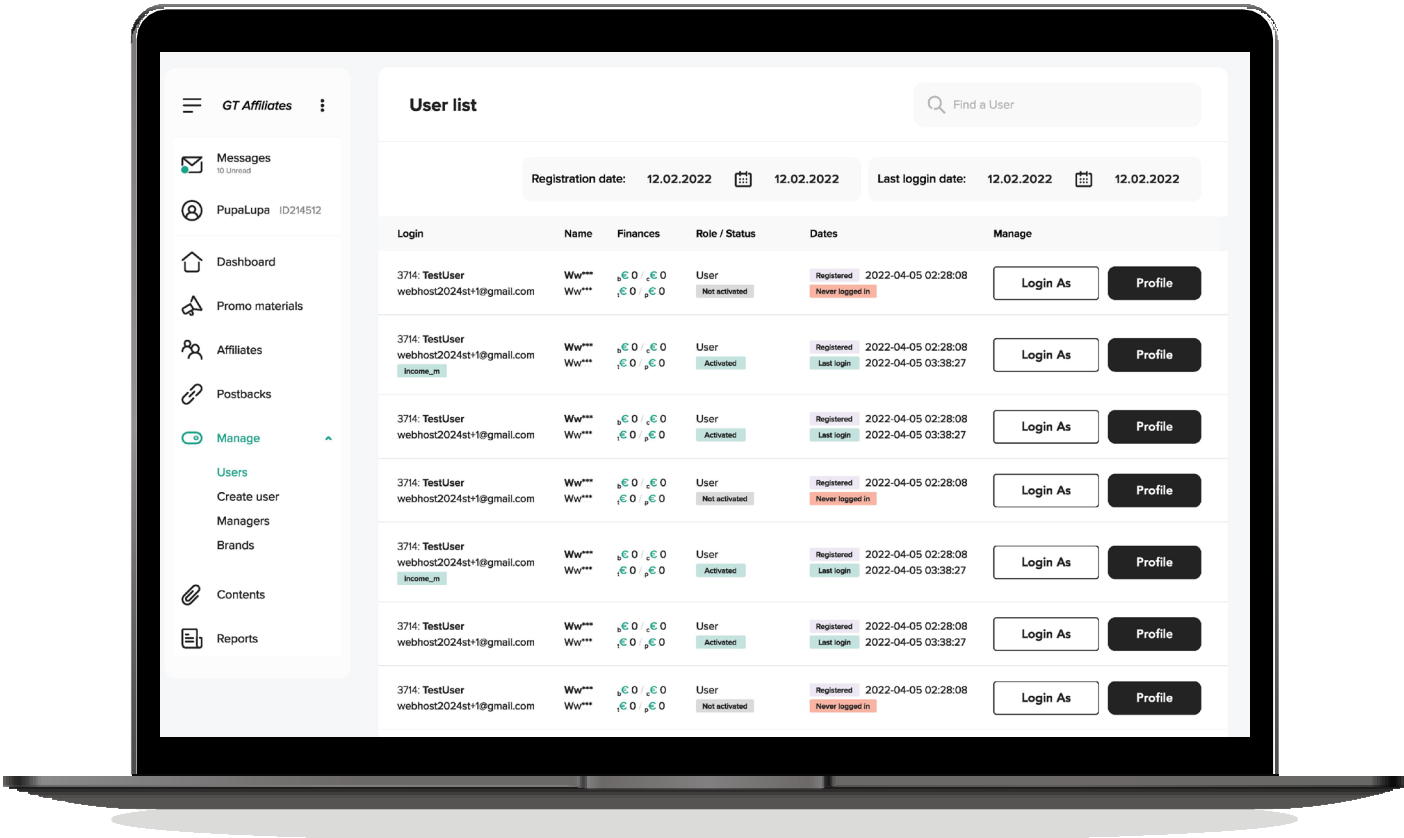 GT Affiliates
Messages
10 Unread
PupaLupa ID214512
Dashboard
Promo materials
Affiliates
Postbacks
Manage
Users
Create user
Managers
Brands
Contents
Reports
User list
Find a User
Registration date: 12.02.2022 12.02.2022 Last loggin date: 12.02.2022 12.02.2022
Login Name Finances Role / Status Dates Manage
3714: TestUser Ww*** b€ 0 / c€ 0 User Registered 2022-04-05 02:28:08 Login As Profile
webhost2024st+1@gmail.com Ww*** t€ 0 / p€ 0 Not activated Never logged in
3714: TestUser
webhost2024st+1@gmail.com Ww*** b€ 0 / c€ 0 User Registered 2022-04-05 02:28:08 Login As Profile
income_m Ww*** t€ 0 / p€ 0 Activated Last login 2022-04-05 03:38:27
3714: TestUser Ww*** b€ 0 / c€ 0 User Registered 2022-04-05 02:28:08 Login As Profile
webhost2024st+1@gmail.com Ww*** t€ 0 / p€ 0 Activated Last login 2022-04-05 03:38:27
3714: TestUser Ww*** b€ 0 / c€ 0 User Registered 2022-04-05 02:28:08 Login As Profile
webhost2024st+1@gmail.com Ww*** t€ 0 / p€ 0 Not activated Never logged in
3714: TestUser
webhost2024st+1@gmail.com Ww*** b€ 0 / c€ 0 User Registered 2022-04-05 02:28:08 Login As Profile
income_m Ww*** t€ 0 / p€ 0 Activated Last login 2022-04-05 03:38:27
3714: TestUser Ww*** b€ 0 / c€ 0 User Registered 2022-04-05 02:28:08 Login As Profile
webhost2024st+1@gmail.com Ww*** t€ 0 / p€ 0 Activated Last login 2022-04-05 03:38:27
3714: TestUser Ww*** b€ 0 / c€ 0 User Registered 2022-04-05 02:28:08 Login As Profile
webhost2024st+1@gmail.com Ww*** t€ 0 / p€ 0 Not activated Never logged in